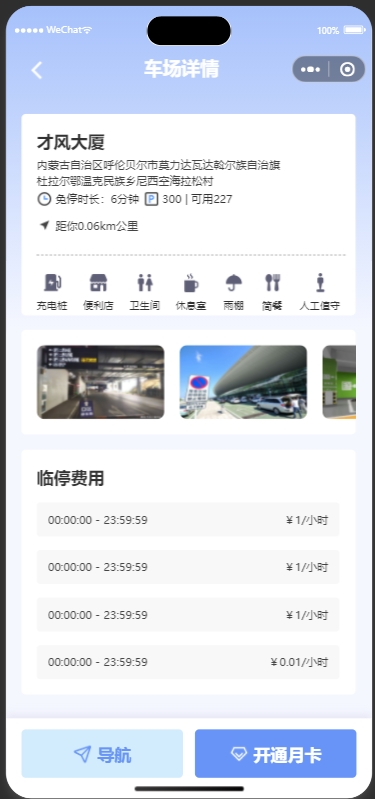 WeChat
100%
车场详情
才风大厦
内蒙古自治区呼伦贝尔市莫力达瓦达斡尔族自治旗
杜拉尔鄂温克民族乡尼西空海拉松村
免停时长：6分钟 P 300 | 可用227
距你0.06km公里
充电桩 便利店 卫生间 休息室 雨棚 简餐 人工值守
临停费用
00:00:00 - 23:59:59 ￥1/小时
00:00:00 - 23:59:59 ￥1/小时
00:00:00 - 23:59:59 ￥1/小时
00:00:00 - 23:59:59 ￥0.01/小时
导航 开通月卡